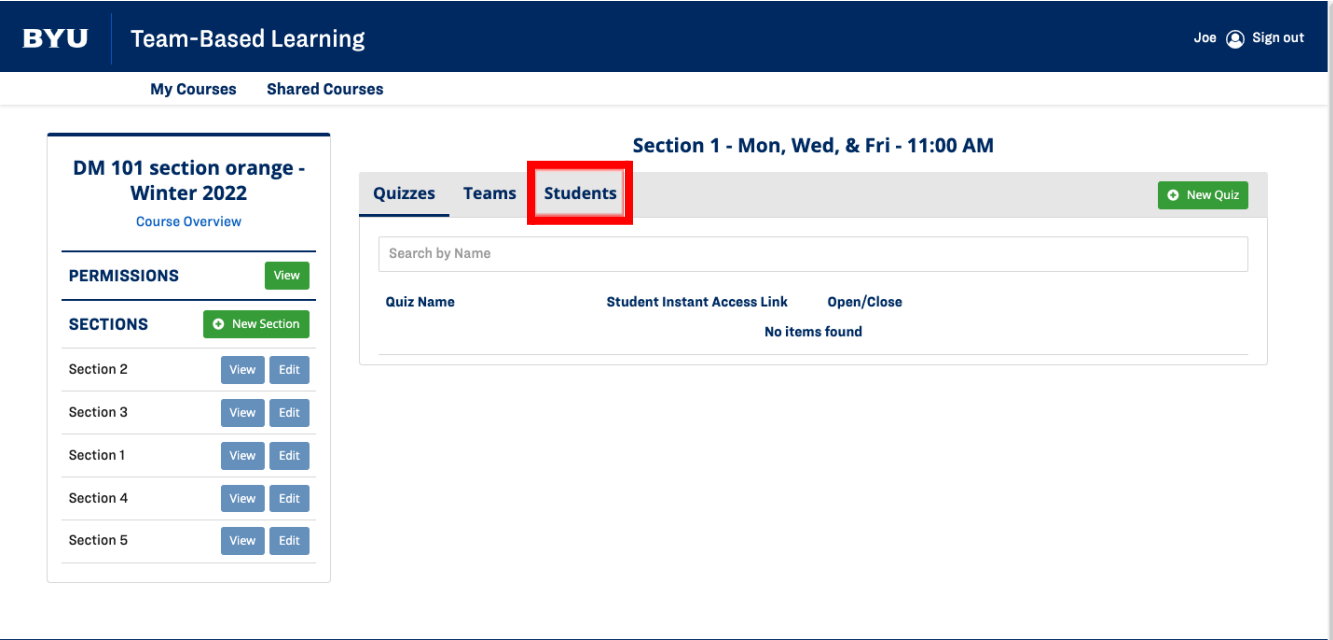 BYU Team-Based Learning Joe Sign out
My Courses Shared Courses
DM 101 section orange -
Winter 2022
Course Overview
PERMISSIONS View
SECTIONS New Section
Section 2 View Edit
Section 3 View Edit
Section 1 View Edit
Section 4 View Edit
Section 5 View Edit
Section 1 - Mon, Wed, & Fri - 11:00 AM
Quizzes Teams Students New Quiz
Search by Name
Quiz Name Student Instant Access Link Open/Close
No items found